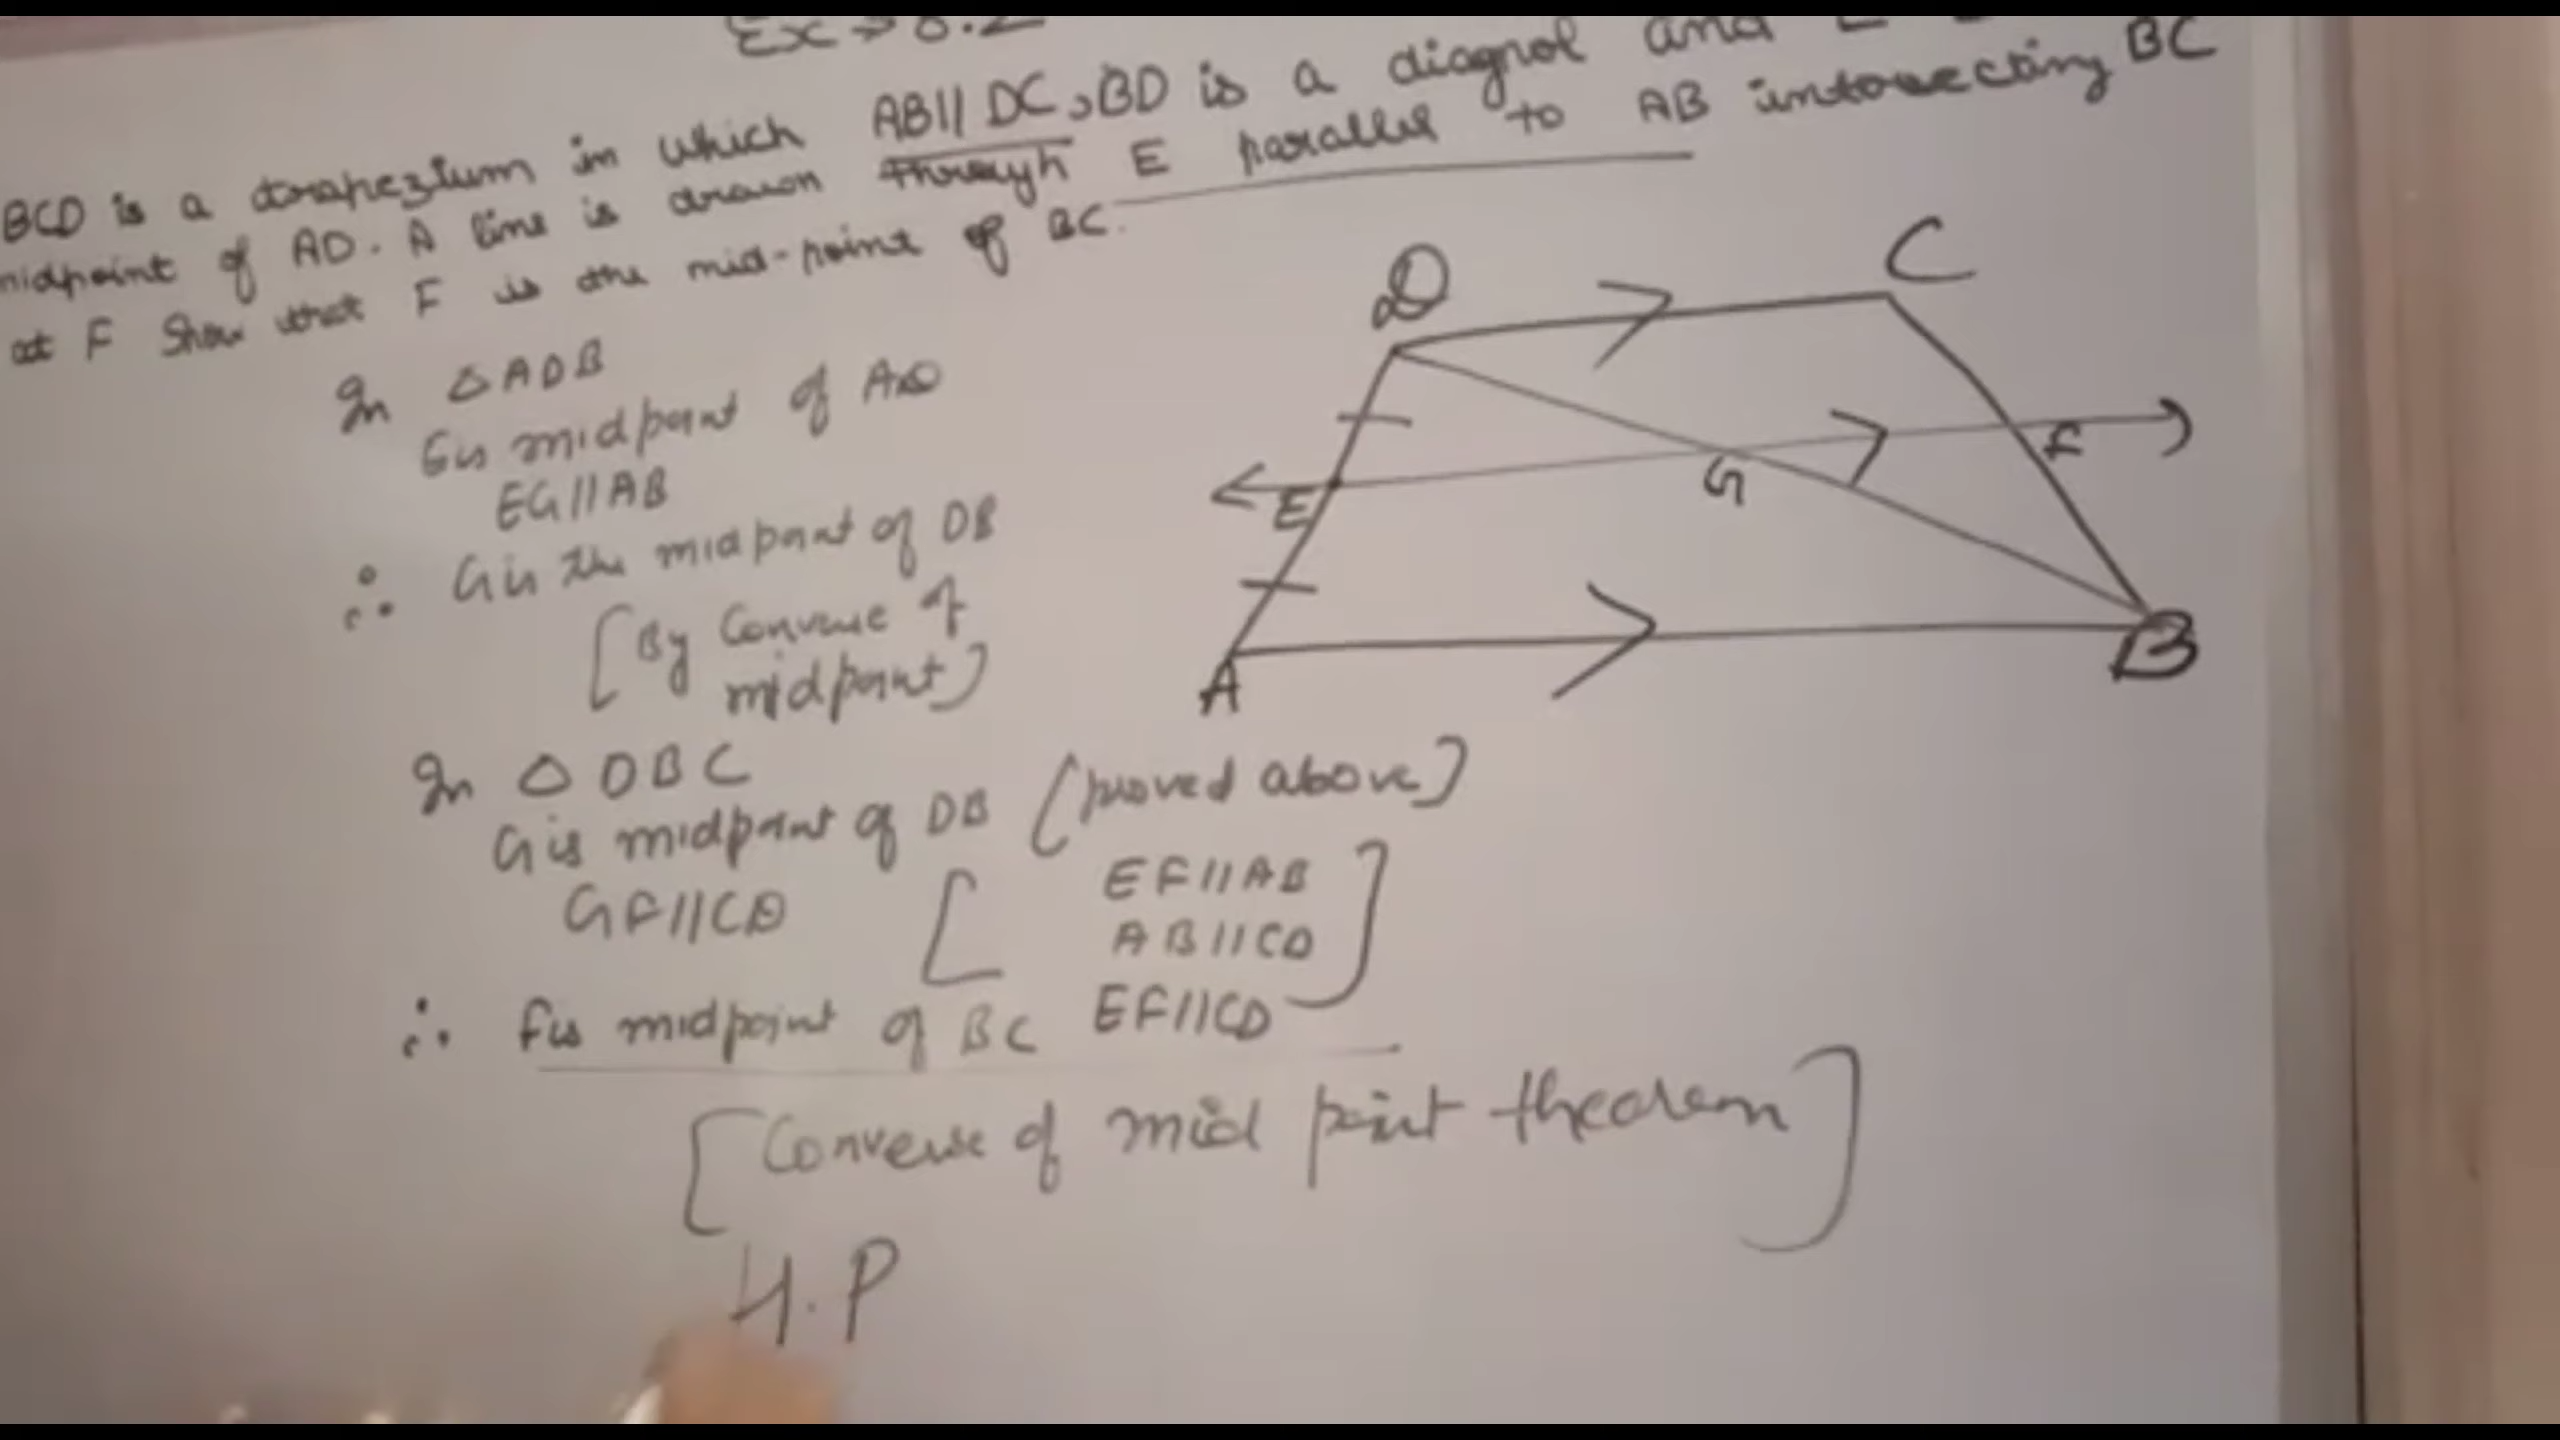 Ex → 8.2
BCD is a trapezium in which AB || DC, BD is a diagnol and E
midpoint of AD. A line is drawn through E parallel to AB intersecting BC
at F Show that F is the mid-point of BC.
In △ADB
E is midpoint of AD
EG || AB
∴ G is the midpoint of DB
[By Converse of
midpoint]
In △ DBC
G is midpoint of DB [proved above]
GF || CD [EF || AB
AB || CD
EF || CD]
∴ F is midpoint of BC
[Converse of mid point theorem]
H.P
D
C
E
G
F
A
B